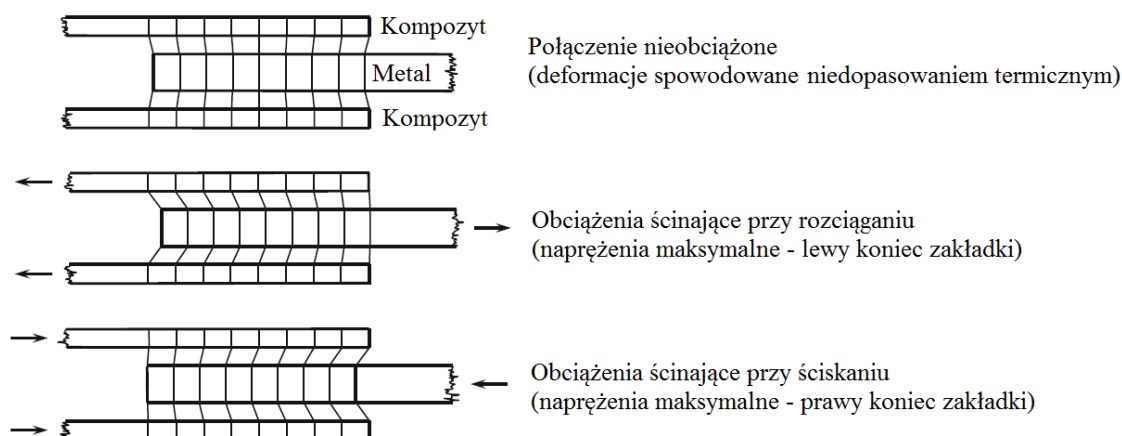 Kompozyt
Metal
Kompozyt
Połączenie nieobciążone
(deformacje spowodowane niedopasowaniem termicznym)
Obciążenia ścinające przy rozciąganiu
(naprężenia maksymalne - lewy koniec zakładki)
Obciążenia ścinające przy ściskaniu
(naprężenia maksymalne - prawy koniec zakładki)